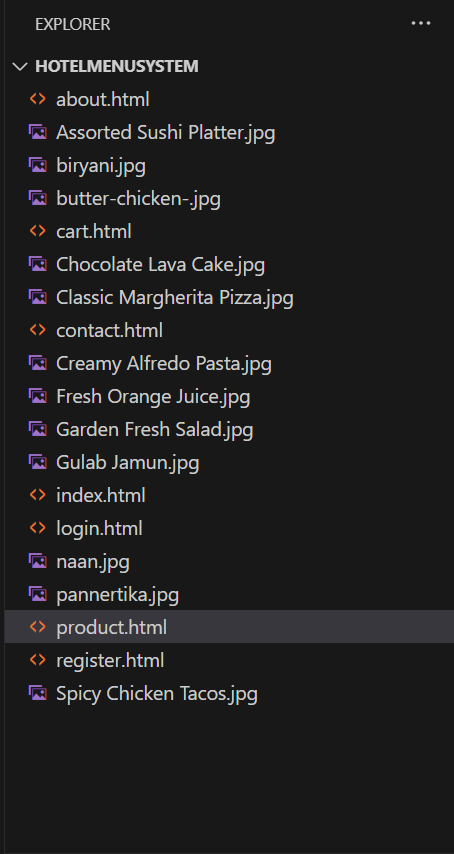 EXPLORER
HOTELMENUSYSTEM
about.html
Assorted Sushi Platter.jpg
biryani.jpg
butter-chicken-.jpg
cart.html
Chocolate Lava Cake.jpg
Classic Margherita Pizza.jpg
contact.html
Creamy Alfredo Pasta.jpg
Fresh Orange Juice.jpg
Garden Fresh Salad.jpg
Gulab Jamun.jpg
index.html
login.html
naan.jpg
pannertika.jpg
product.html
register.html
Spicy Chicken Tacos.jpg